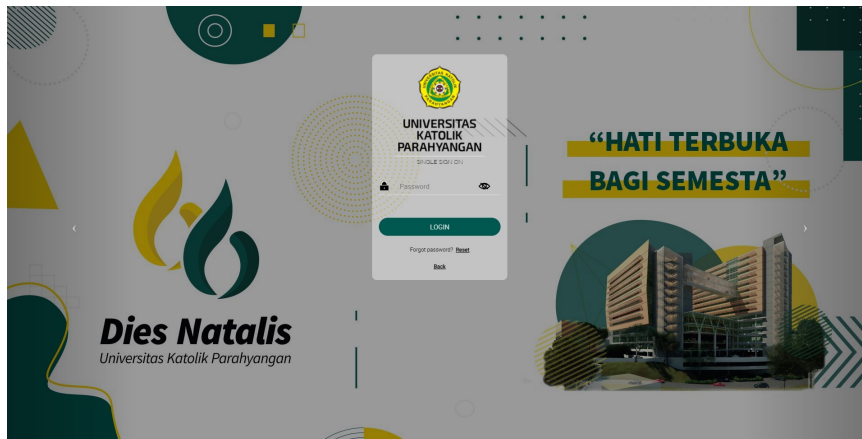 UNIVERSITAS
KATOLIK
PARAHYANGAN
SINGLE SIGN ON
Password
LOGIN
Forgot password? Reset
Back
Dies Natalis
Universitas Katolik Parahyangan
“HATI TERBUKA
BAGI SEMESTA”